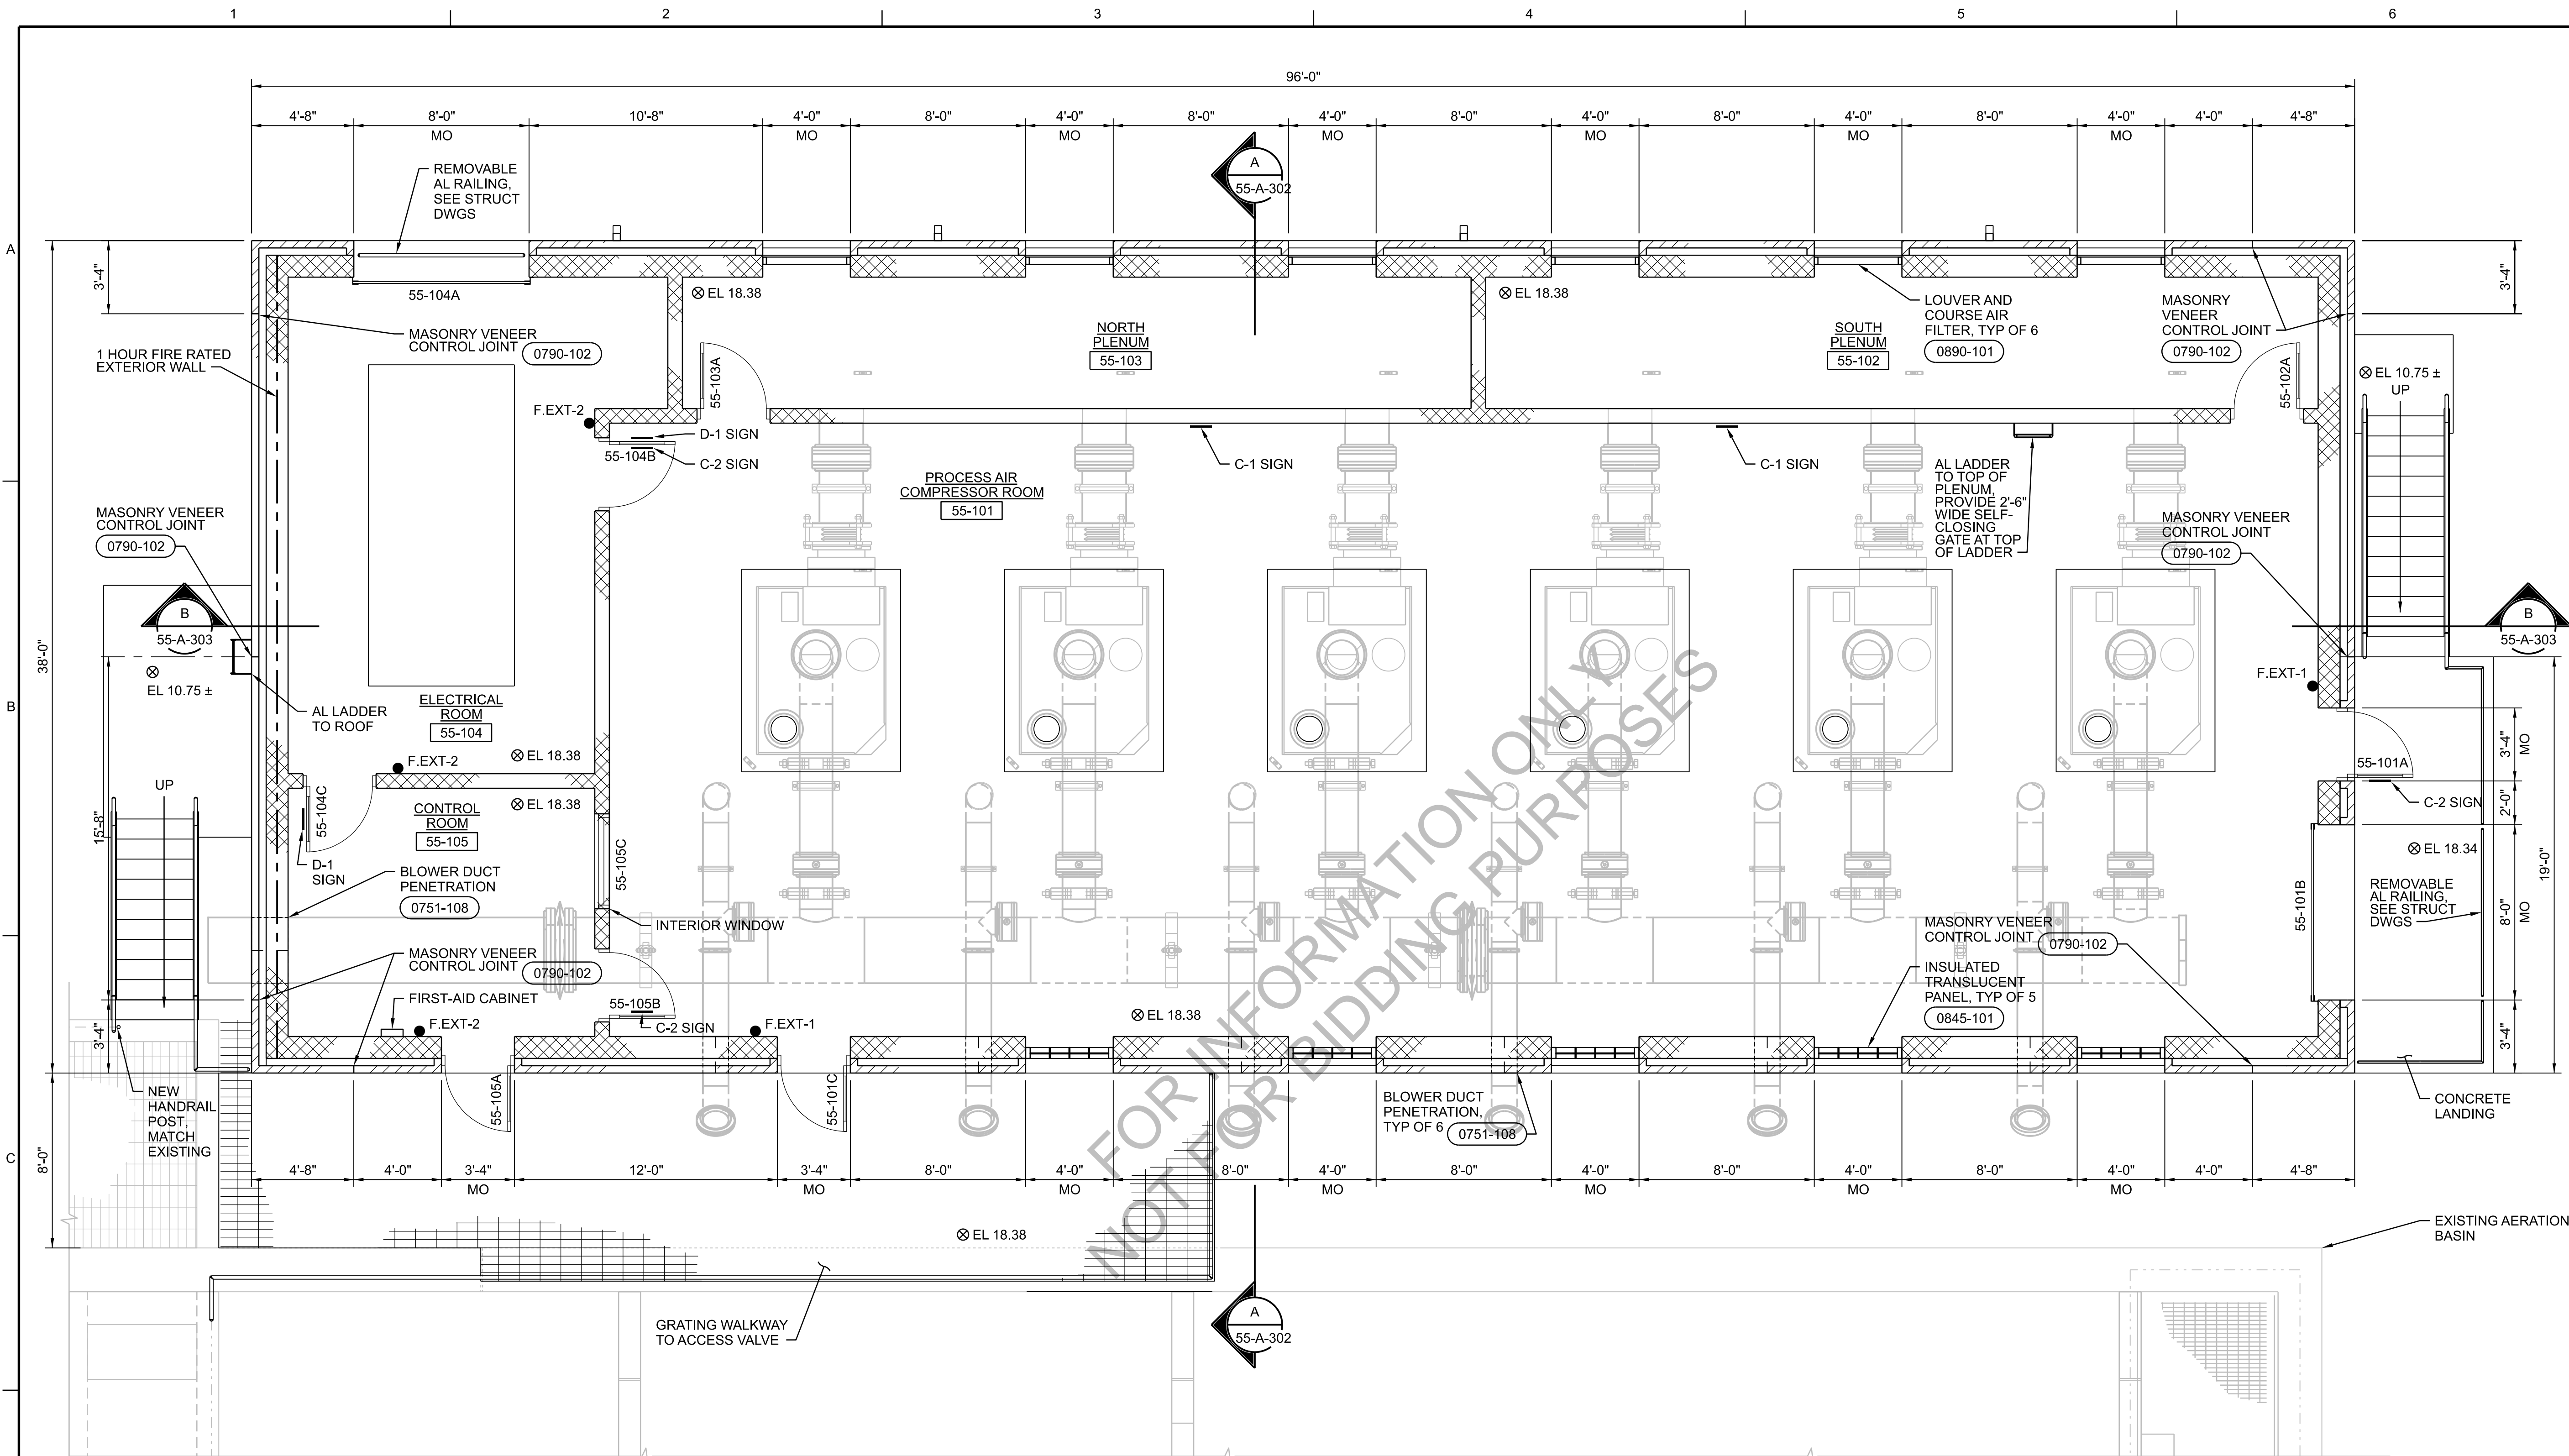 1 2 3 4 5 6
96'-0"
4'-8" 8'-0" 10'-8" 4'-0" 8'-0" 4'-0" 8'-0" 4'-0" 8'-0" 4'-0" 8'-0" 4'-0" 8'-0" 4'-0" 4'-0" 4'-8"
MO MO MO MO MO MO MO
REMOVABLE
AL RAILING,
SEE STRUCT
DWGS
A
55-A-302
A
3'-4"
3'-4"
55-104A
EL 18.38
EL 18.38
NORTH
PLENUM
55-103
SOUTH
PLENUM
55-102
LOUVER AND
COURSE AIR
FILTER, TYP OF 6
0890-101
MASONRY
VENEER
CONTROL JOINT
0790-102
MASONRY VENEER
CONTROL JOINT
0790-102
1 HOUR FIRE RATED
EXTERIOR WALL
55-103A
55-102A
EL 10.75 ±
UP
F.EXT-2
D-1 SIGN
55-104B
C-2 SIGN
C-1 SIGN
C-1 SIGN
PROCESS AIR
COMPRESSOR ROOM
55-101
AL LADDER
TO TOP OF
PLENUM,
PROVIDE 2'-6"
WIDE SELF-
CLOSING
GATE AT TOP
OF LADDER
MASONRY VENEER
CONTROL JOINT
0790-102
MASONRY VENEER
CONTROL JOINT
0790-102
B
55-A-303
B
55-A-303
38'-0"
EL 10.75 ±
B
AL LADDER
TO ROOF
ELECTRICAL
ROOM
55-104
EL 18.38
F.EXT-2
F.EXT-1
3'-4"
MO
55-101A
C-2 SIGN
2'-0"
UP
15'-8"
55-104C
CONTROL
ROOM
55-105
EL 18.38
D-1
SIGN
55-105C
BLOWER DUCT
PENETRATION
0751-108
INTERIOR WINDOW
EL 18.34
19'-0"
REMOVABLE
AL RAILING,
SEE STRUCT
DWGS
55-101B
8'-0"
MO
MASONRY VENEER
CONTROL JOINT
0790-102
MASONRY VENEER
CONTROL JOINT
0790-102
INSULATED
TRANSLUCENT
PANEL, TYP OF 5
0845-101
FIRST-AID CABINET
F.EXT-2
55-105B
C-2 SIGN
F.EXT-1
EL 18.38
3'-4"
3'-4"
NEW
HANDRAIL
POST,
MATCH
EXISTING
55-105A
55-101C
BLOWER DUCT
PENETRATION,
TYP OF 6
0751-108
CONCRETE
LANDING
C
8'-0"
4'-8" 4'-0" 3'-4" 12'-0" 3'-4" 8'-0" 4'-0" 8'-0" 4'-0" 8'-0" 4'-0" 8'-0" 4'-0" 8'-0" 4'-0" 4'-0" 4'-8"
MO MO MO MO MO MO MO
EL 18.38
EXISTING AERATION
BASIN
GRATING WALKWAY
TO ACCESS VALVE
A
55-A-302
FOR INFORMATION ONLY
NOT FOR BIDDING PURPOSES